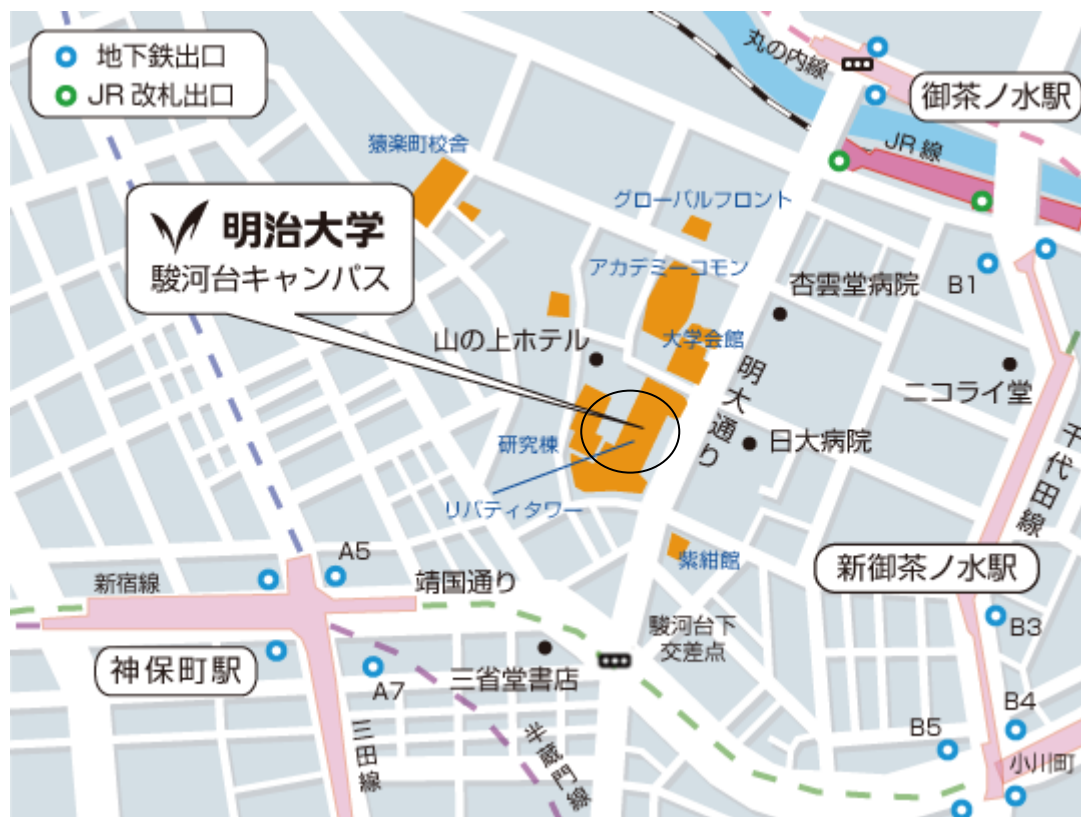 地下鉄出口
JR 改札出口
丸の内線
御茶ノ水駅
JR 線
猿楽町校舎
グローバルフロント
明治大学
駿河台キャンパス
アカデミーコモン
杏雲堂病院
B1
山の上ホテル
大学会館
明大通り
ニコライ堂
研究棟
日大病院
千代田線
リバティタワー
紫紺館
新御茶ノ水駅
A5
新宿線
靖国通り
駿河台下
交差点
B3
神保町駅
A7
三省堂書店
三田線
半蔵門線
B4
B5
小川町